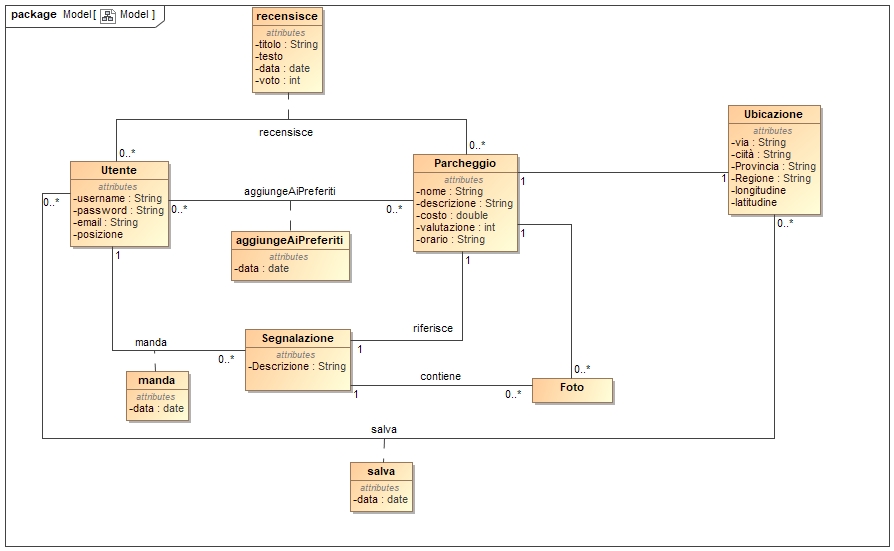 package Model [ Model ]
recensisce
attributes
-titolo : String
-testo
-data : date
-voto : int
recensisce
0..*
0..*
Utente
attributes
-username : String
-password : String
-email : String
-posizione
0..*
0..*
1
aggiungeAiPreferiti
0..*
aggiungeAiPreferiti
attributes
-data : date
Parcheggio
attributes
-nome : String
-descrizione : String
-costo : double
-valutazione : int
-orario : String
1
1
1
1
Ubicazione
attributes
-via : String
-ciità : String
-Provincia : String
-Regione : String
-longitudine
-latitudine
0..*
riferisce
manda
0..*
manda
attributes
-data : date
Segnalazione
attributes
-Descrizione : String
1
1
contiene
0..*
0..*
Foto
salva
salva
attributes
-data : date